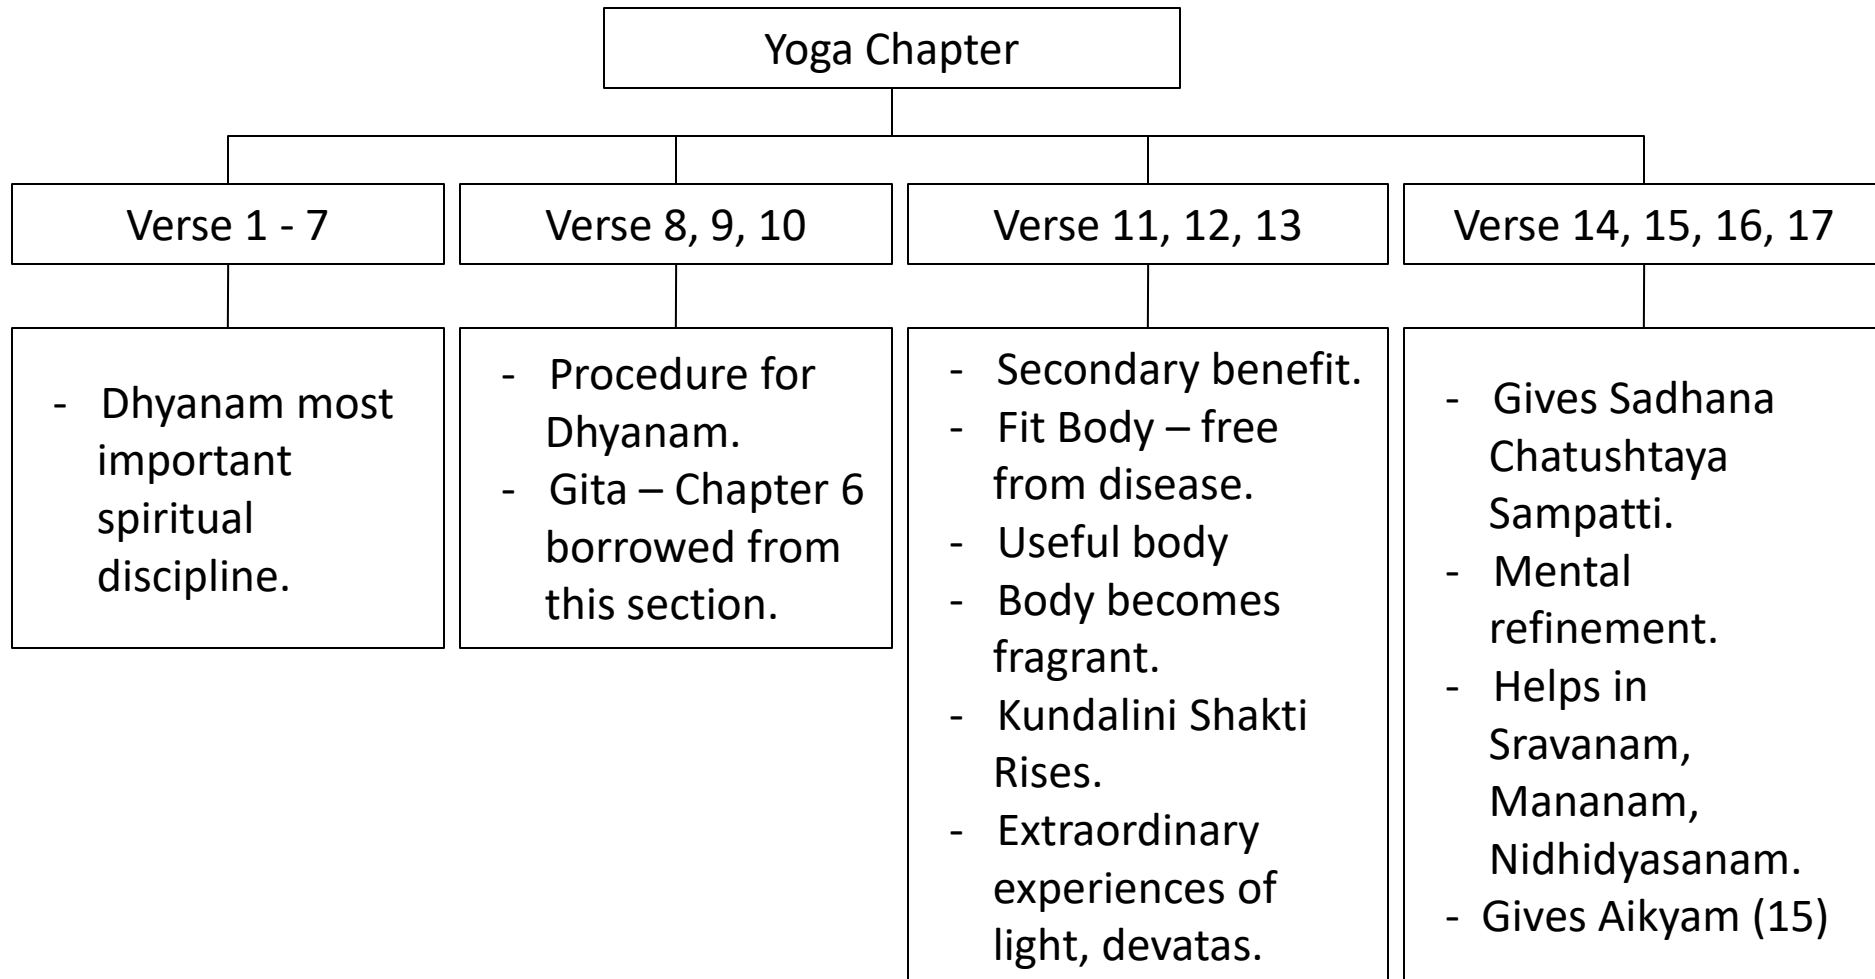 Yoga Chapter
Verse 1 - 7
Verse 8, 9, 10
Verse 11, 12, 13
Verse 14, 15, 16, 17
- Dhyanam most
important
spiritual
discipline.
- Procedure for
Dhyanam.
- Gita – Chapter 6
borrowed from
this section.
- Secondary benefit.
- Fit Body – free
from disease.
- Useful body
- Body becomes
fragrant.
- Kundalini Shakti
Rises.
- Extraordinary
experiences of
light, devatas.
- Gives Sadhana
Chatushtaya
Sampatti.
- Mental
refinement.
- Helps in
Sravanam,
Mananam,
Nidhidyasanam.
- Gives Aikyam (15)